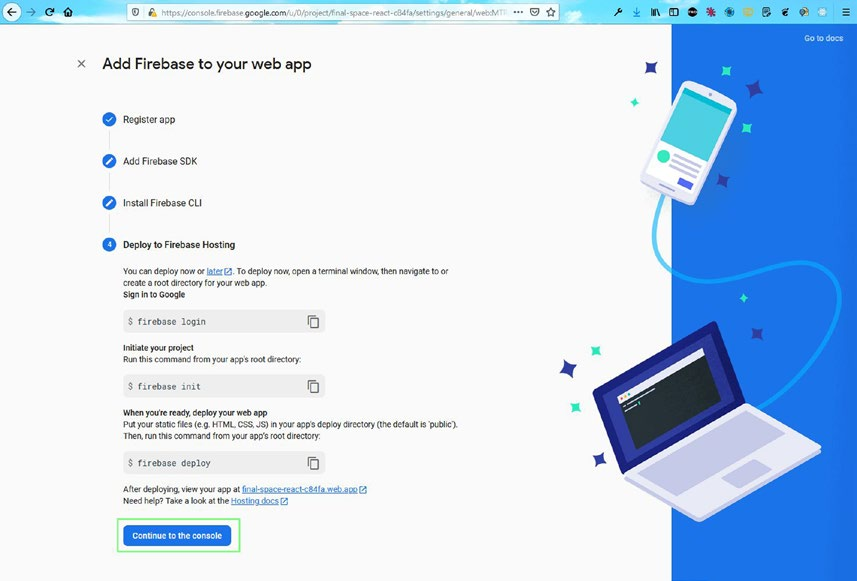 https://console.firebase.google.com/u/0/project/final-space-react-c84fa/settings/general/web:MT
Go to docs
Add Firebase to your web app
Register app
Add Firebase SDK
Install Firebase CLI
4 Deploy to Firebase Hosting
You can deploy now or later. To deploy now, open a terminal window, then navigate to or
create a root directory for your web app.
Sign in to Google
$ firebase login
Initiate your project
Run this command from your app's root directory:
$ firebase init
When you're ready, deploy your web app
Put your static files (e.g. HTML, CSS, JS) in your app's deploy directory (the default is 'public').
Then, run this command from your app's root directory:
$ firebase deploy
After deploying, view your app at final-space-react-c84fa.web.app
Need help? Take a look at the Hosting docs
Continue to the console